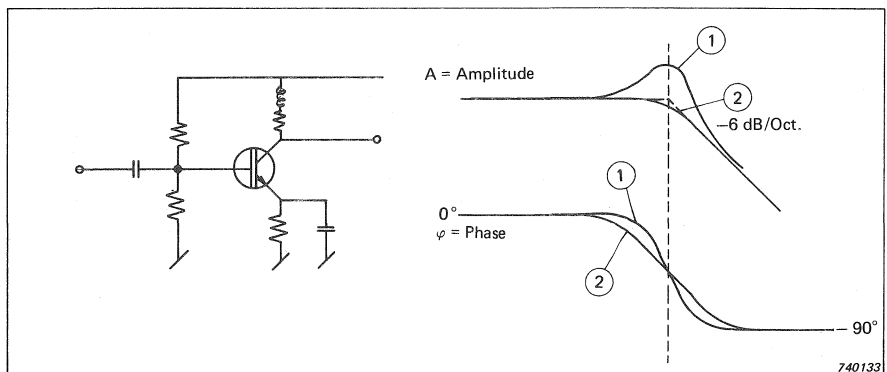 1
A = Amplitude
2
−6 dB/Oct.
1
0°
φ = Phase
2
− 90°
740133